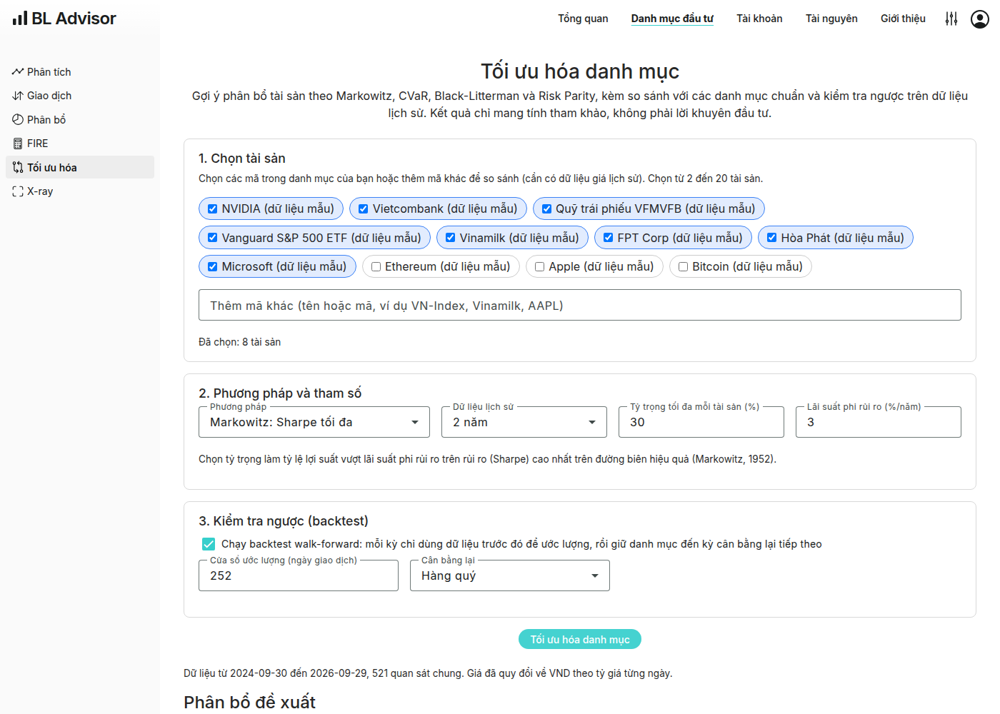 BL Advisor
Tổng quan
Danh mục đầu tư
Tài khoản
Tài nguyên
Giới thiệu
Phân tích
Giao dịch
Phân bổ
FIRE
Tối ưu hóa
X-ray
Tối ưu hóa danh mục
Gợi ý phân bổ tài sản theo Markowitz, CVaR, Black-Litterman và Risk Parity, kèm so sánh với các danh mục chuẩn và kiểm tra ngược trên dữ liệu
lịch sử. Kết quả chỉ mang tính tham khảo, không phải lời khuyên đầu tư.
1. Chọn tài sản
Chọn các mã trong danh mục của bạn hoặc thêm mã khác để so sánh (cần có dữ liệu giá lịch sử). Chọn từ 2 đến 20 tài sản.
NVIDIA (dữ liệu mẫu)
Vietcombank (dữ liệu mẫu)
Quỹ trái phiếu VFMVFB (dữ liệu mẫu)
Vanguard S&P 500 ETF (dữ liệu mẫu)
Vinamilk (dữ liệu mẫu)
FPT Corp (dữ liệu mẫu)
Hòa Phát (dữ liệu mẫu)
Microsoft (dữ liệu mẫu)
Ethereum (dữ liệu mẫu)
Apple (dữ liệu mẫu)
Bitcoin (dữ liệu mẫu)
Thêm mã khác (tên hoặc mã, ví dụ VN-Index, Vinamilk, AAPL)
Đã chọn: 8 tài sản
2. Phương pháp và tham số
Phương pháp
Markowitz: Sharpe tối đa
Dữ liệu lịch sử
2 năm
Tỷ trọng tối đa mỗi tài sản (%)
30
Lãi suất phi rủi ro (%/năm)
3
Chọn tỷ trọng làm tỷ lệ lợi suất vượt lãi suất phi rủi ro trên rủi ro (Sharpe) cao nhất trên đường biên hiệu quả (Markowitz, 1952).
3. Kiểm tra ngược (backtest)
Chạy backtest walk-forward: mỗi kỳ chỉ dùng dữ liệu trước đó để ước lượng, rồi giữ danh mục đến kỳ cân bằng lại tiếp theo
Cửa sổ ước lượng (ngày giao dịch)
252
Cân bằng lại
Hàng quý
Tối ưu hóa danh mục
Dữ liệu từ 2024-09-30 đến 2026-09-29, 521 quan sát chung. Giá đã quy đổi về VND theo tỷ giá từng ngày.
Phân bổ đề xuất